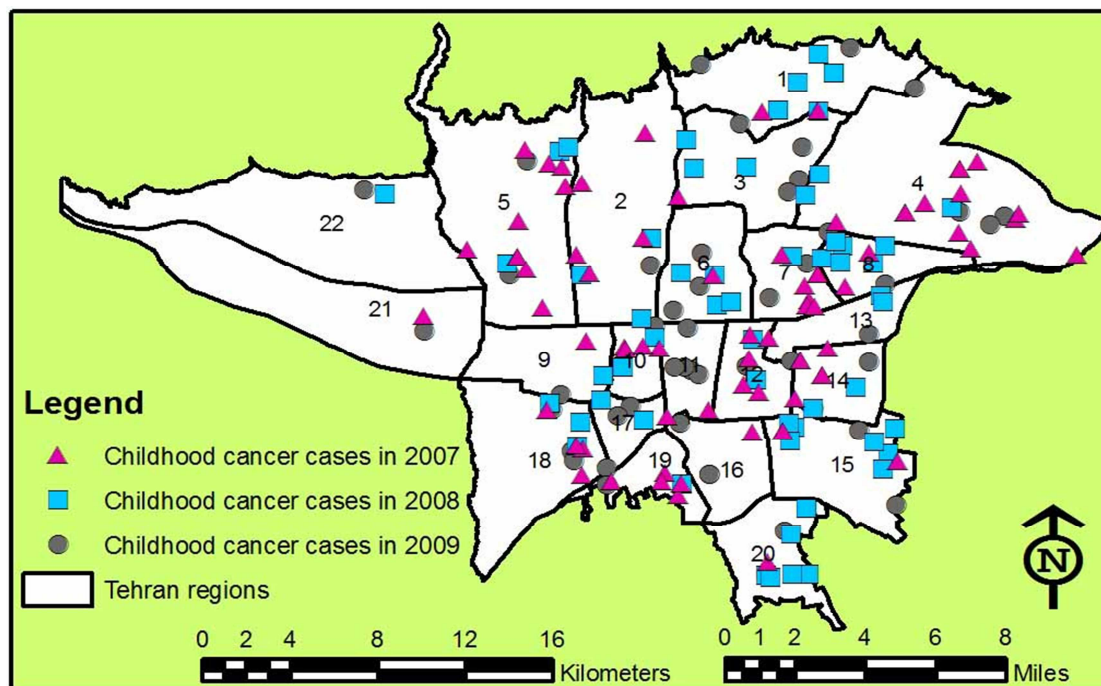 1
3
4
22
5
2
6
7
8
21
13
9
10
11
12
14
17
18
19
16
15
20
Legend
Childhood cancer cases in 2007
Childhood cancer cases in 2008
Childhood cancer cases in 2009
Tehran regions
N
0 2 4 8 12 16
Kilometers
0 1 2 4 6 8
Miles